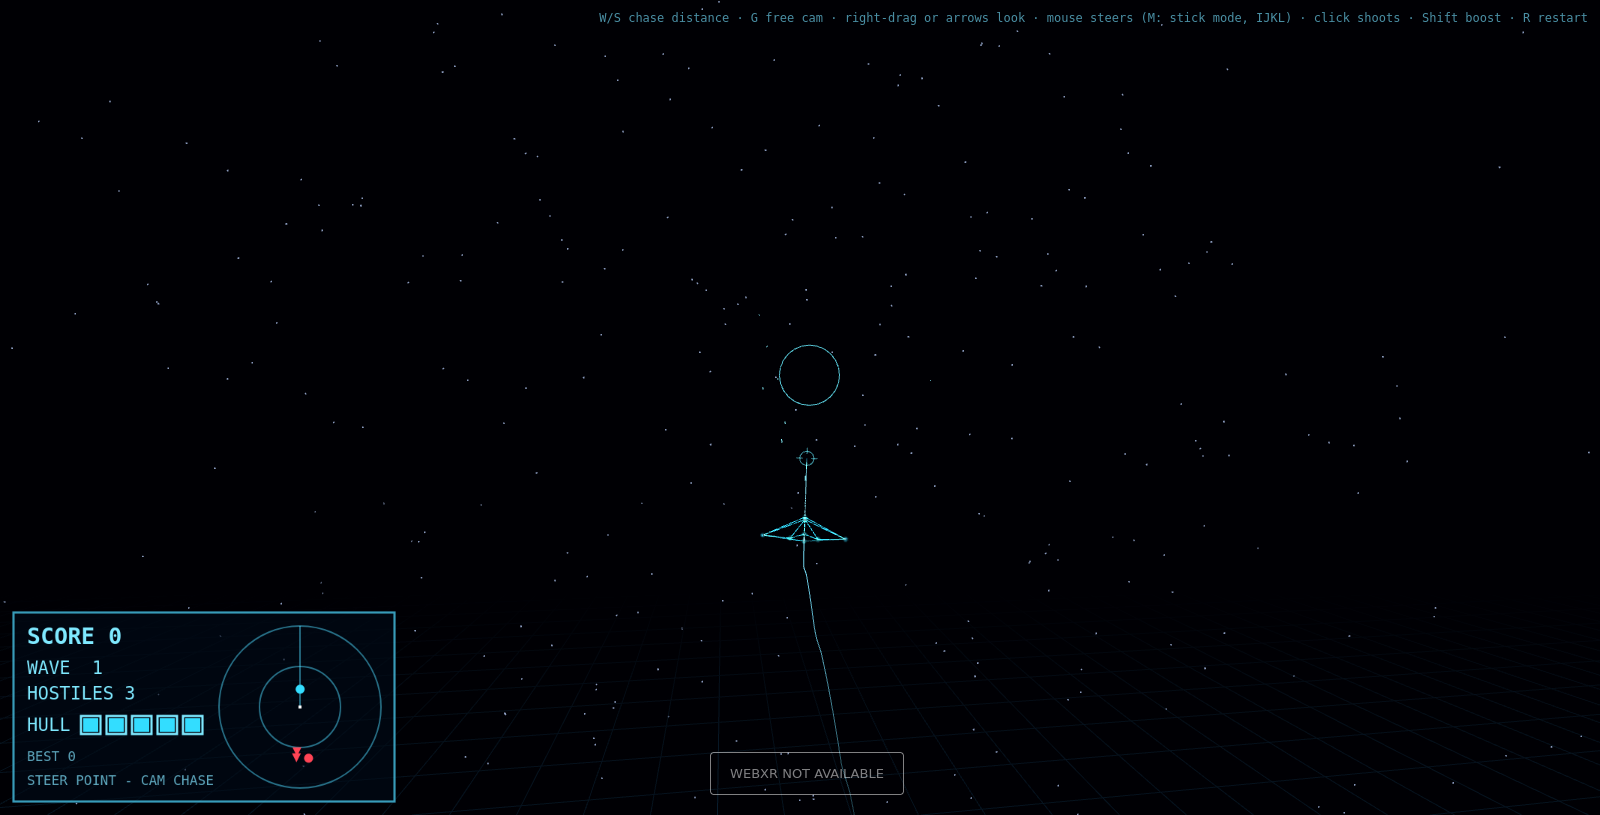 W/S chase distance · G free cam · right-drag or arrows look · mouse steers (M: stick mode, IJKL) · click shoots · Shift boost · R restart
SCORE 0
WAVE 1
HOSTILES 3
HULL
BEST 0
STEER POINT - CAM CHASE
WEBXR NOT AVAILABLE